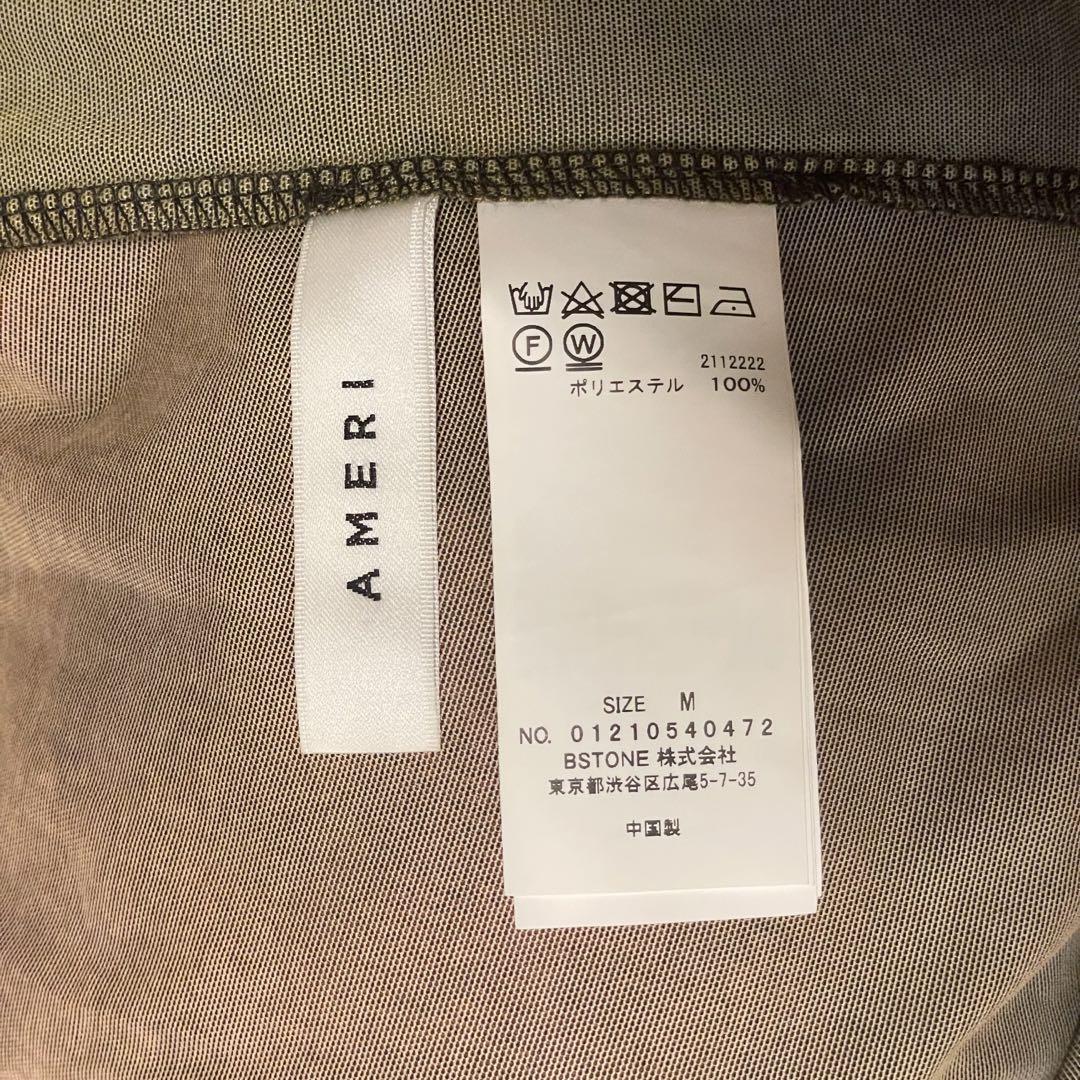 AMERI
F W
2112222
ポリエステル 100%
SIZE M
NO. 01210540472
BSTONE 株式会社
東京都渋谷区広尾5-7-35
中国製